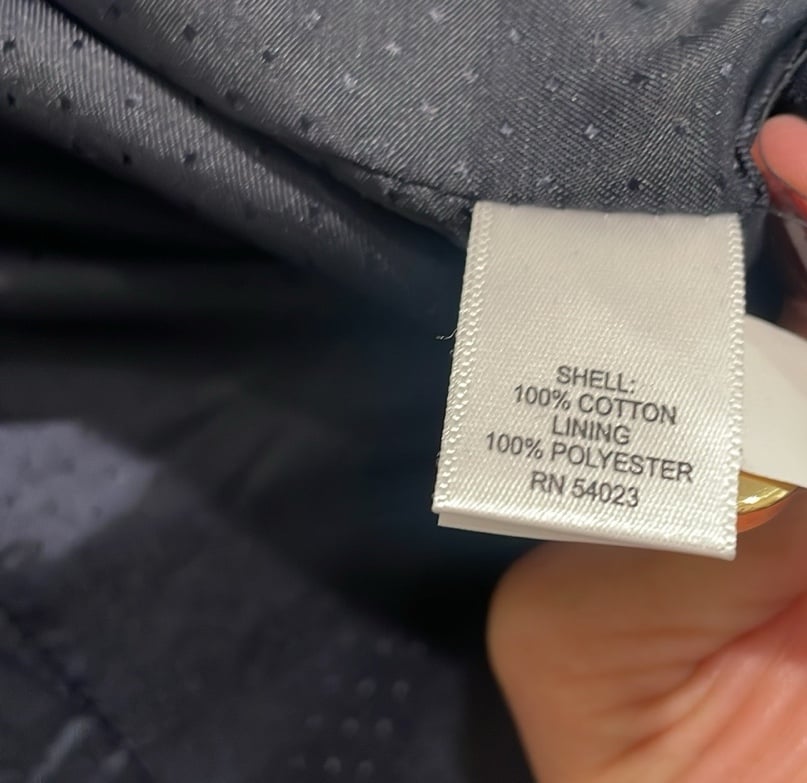 SHELL:
100% COTTON
LINING
100% POLYESTER
RN 54023